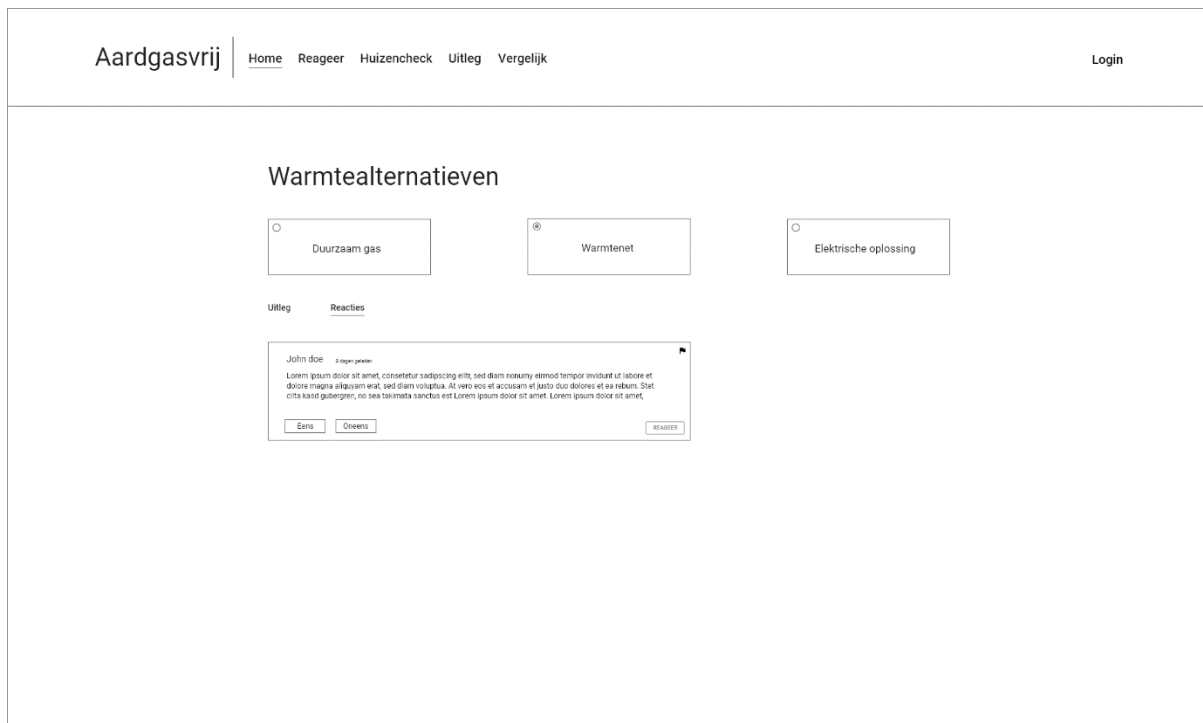 Aardgasvrij Home Reageer Huizencheck Uitleg Vergelijk Login
Warmtealternatieven
Duurzaam gas Warmtenet Elektrische oplossing
Uitleg Reacties
John doe dagen geleden
Lorem ipsum dolor sit amet, consetetur sadipscing elitr, sed diam nonumy eirmod tempor invidunt ut labore et
dolore magna aliquyam erat, sed diam voluptua. At vero eos et accusam et justo duo dolores et ea rebum. Stet
clita kasd gubergren, no sea takimata sanctus est Lorem ipsum dolor sit amet. Lorem ipsum dolor sit amet,
Eens Oneens REAGEER